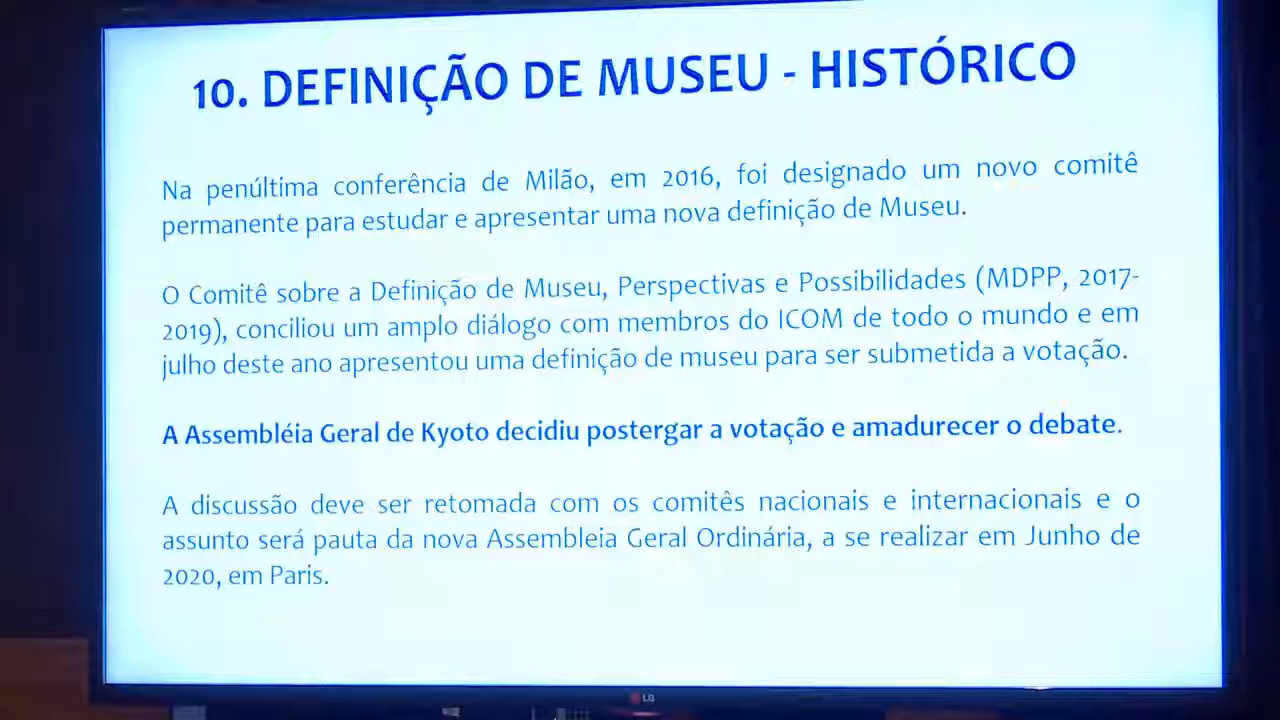 10. DEFINIÇÃO DE MUSEU - HISTÓRICO
Na penúltima conferência de Milão, em 2016, foi designado um novo comitê
permanente para estudar e apresentar uma nova definição de Museu.
O Comitê sobre a Definição de Museu, Perspectivas e Possibilidades (MDPP, 2017-
2019), conciliou um amplo diálogo com membros do ICOM de todo o mundo e em
julho deste ano apresentou uma definição de museu para ser submetida a votação.
A Assembléia Geral de Kyoto decidiu postergar a votação e amadurecer o debate.
A discussão deve ser retomada com os comitês nacionais e internacionais e o
assunto será pauta da nova Assembleia Geral Ordinária, a se realizar em Junho de
2020, em Paris.
LG